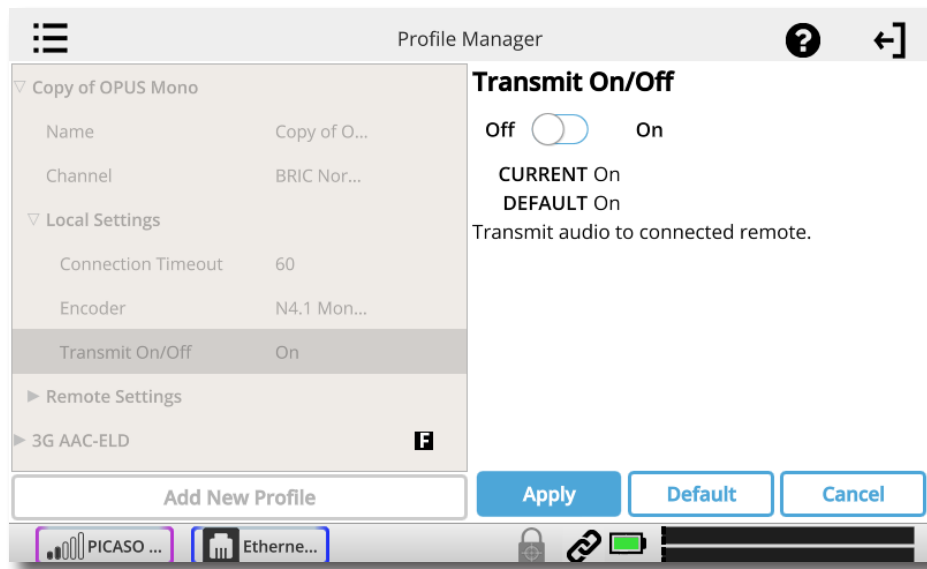 Profile Manager
?
Copy of OPUS Mono
Name Copy of O...
Channel BRIC Nor...
Local Settings
Connection Timeout 60
Encoder N4.1 Mon...
Transmit On/Off On
Remote Settings
3G AAC-ELD F
Add New Profile
Transmit On/Off
Off On
CURRENT On
DEFAULT On
Transmit audio to connected remote.
Apply Default Cancel
PICASO ... Etherne...